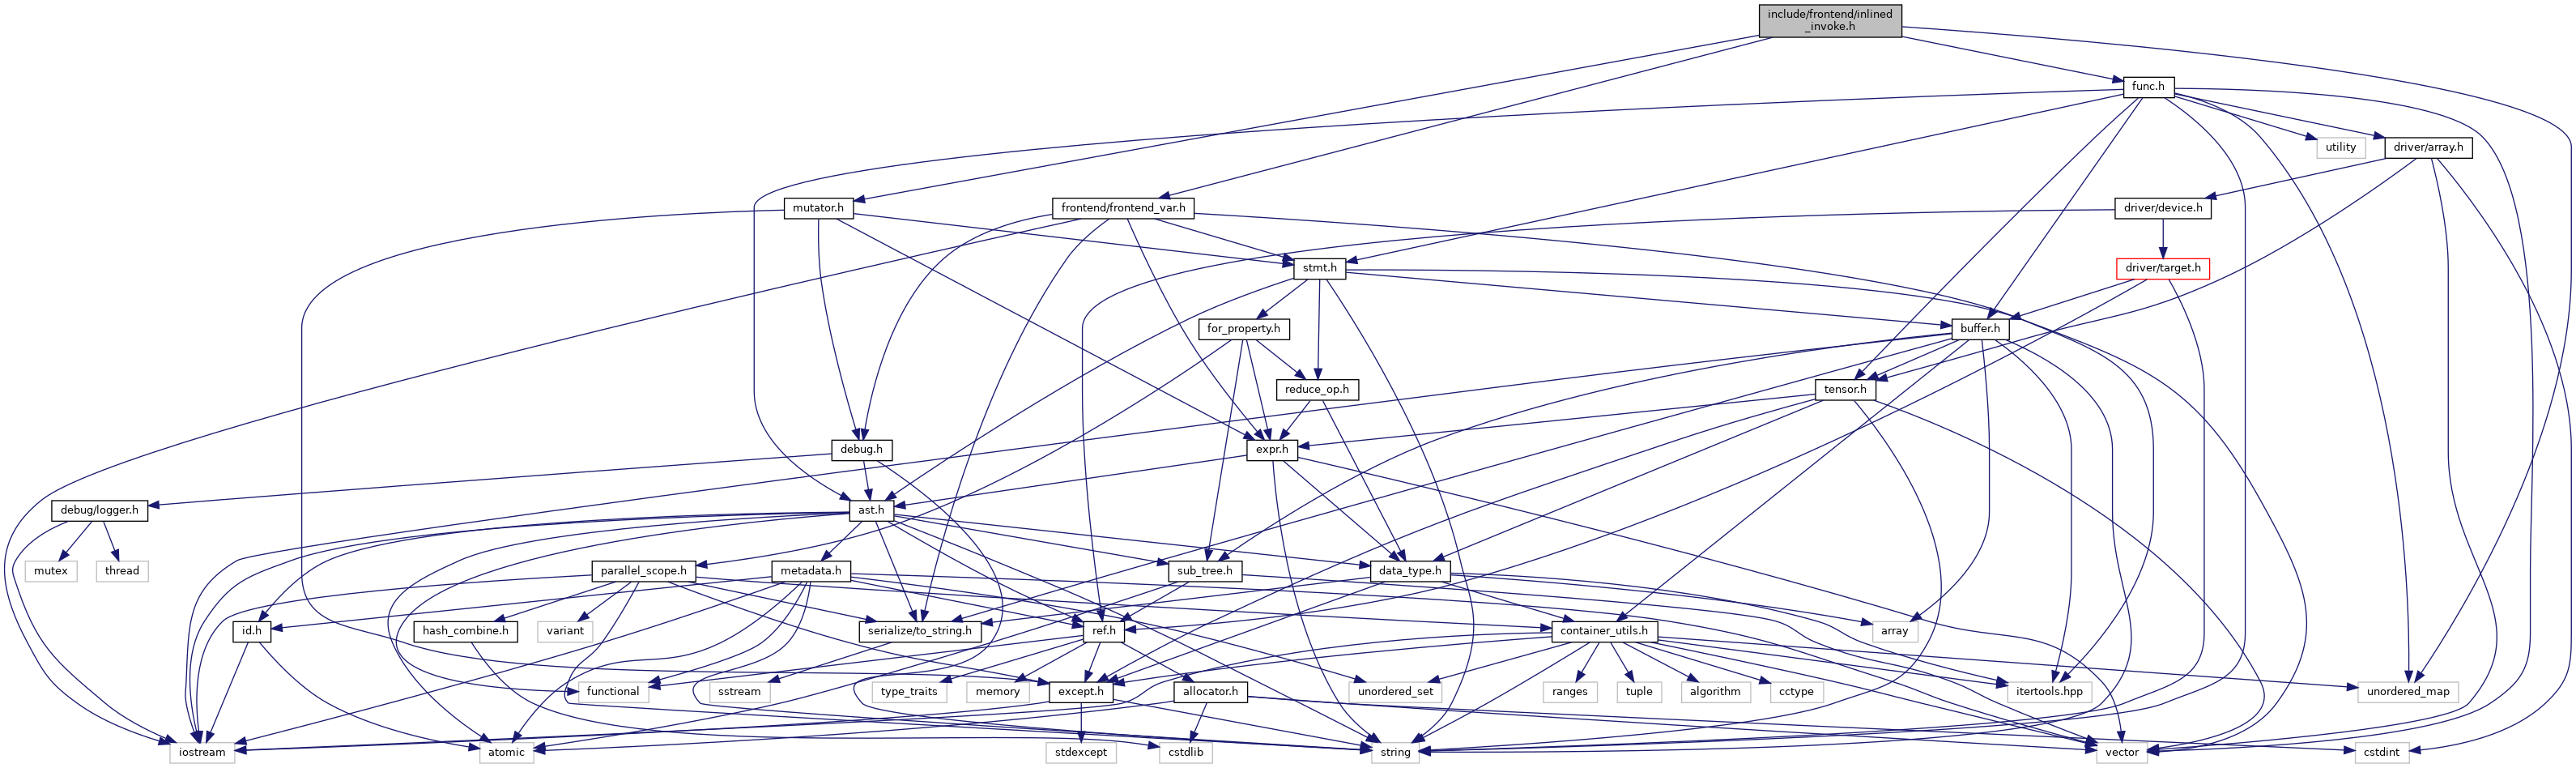 include/frontend/inlined
_invoke.h
func.h
utility
driver/array.h
mutator.h
frontend/frontend_var.h
driver/device.h
stmt.h
driver/target.h
for_property.h
buffer.h
reduce_op.h
tensor.h
debug.h
expr.h
debug/logger.h
ast.h
mutex
thread
parallel_scope.h
metadata.h
sub_tree.h
data_type.h
id.h
hash_combine.h
variant
serialize/to_string.h
ref.h
container_utils.h
array
functional
sstream
type_traits
memory
except.h
allocator.h
unordered_set
ranges
tuple
algorithm
cctype
itertools.hpp
unordered_map
iostream
atomic
stdexcept
cstdlib
string
vector
cstdint